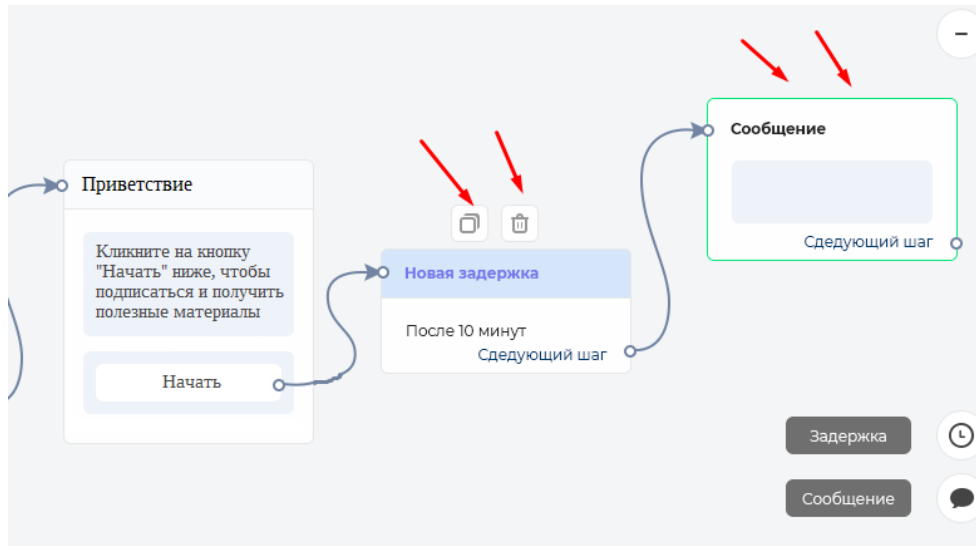 Приветствие
Кликните на кнопку
"Начать" ниже, чтобы
подписаться и получить
полезные материалы
Начать
Новая задержка
После 10 минут
Сдедующий шаг
Сообщение
Сдедующий шаг
Задержка
Сообщение